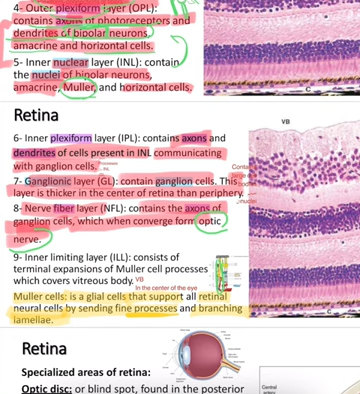 4- Outer plexiform layer (OPL):
contains axons of photoreceptors and
dendrites of bipolar neurons,
amacrine and horizontal cells.
5- Inner nuclear layer (INL): contain
the nuclei of bipolar neurons,
amacrine, Muller, and horizontal cells,
C
Retina
VB
6- Inner plexiform layer (IPL): contains axons and
dendrites of cells present in INL communicating
with ganglion cells.
7- Ganglionic layer (GL): contain ganglion cells. This
layer is thicker in the center of retina than periphery.
8- Nerve fiber layer (NFL): contains the axons of
ganglion cells, which when converge form optic
nerve.
9- Inner limiting layer (ILL): consists of
terminal expansions of Muller cell processes
which covers vitreous body. VB
In the center of the eye
Muller cells: is a glial cells that support all retinal
neural cells by sending fine processes and branching
lamellae.
C
Retina
Specialized areas of retina:
Optic disc: or blind spot, found in the posterior
Central